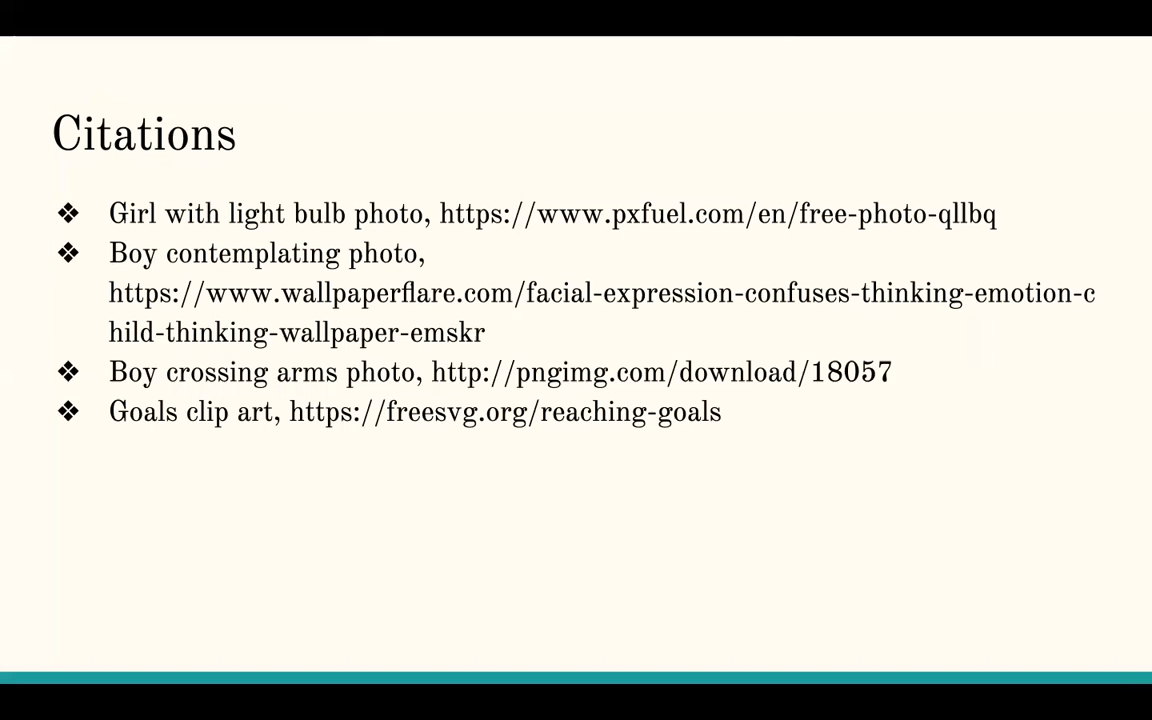 Citations
❖ Girl with light bulb photo, https://www.pxfuel.com/en/free-photo-qllbq
❖ Boy contemplating photo,
https://www.wallpaperflare.com/facial-expression-confuses-thinking-emotion-c
hild-thinking-wallpaper-emskr
❖ Boy crossing arms photo, http://pngimg.com/download/18057
❖ Goals clip art, https://freesvg.org/reaching-goals